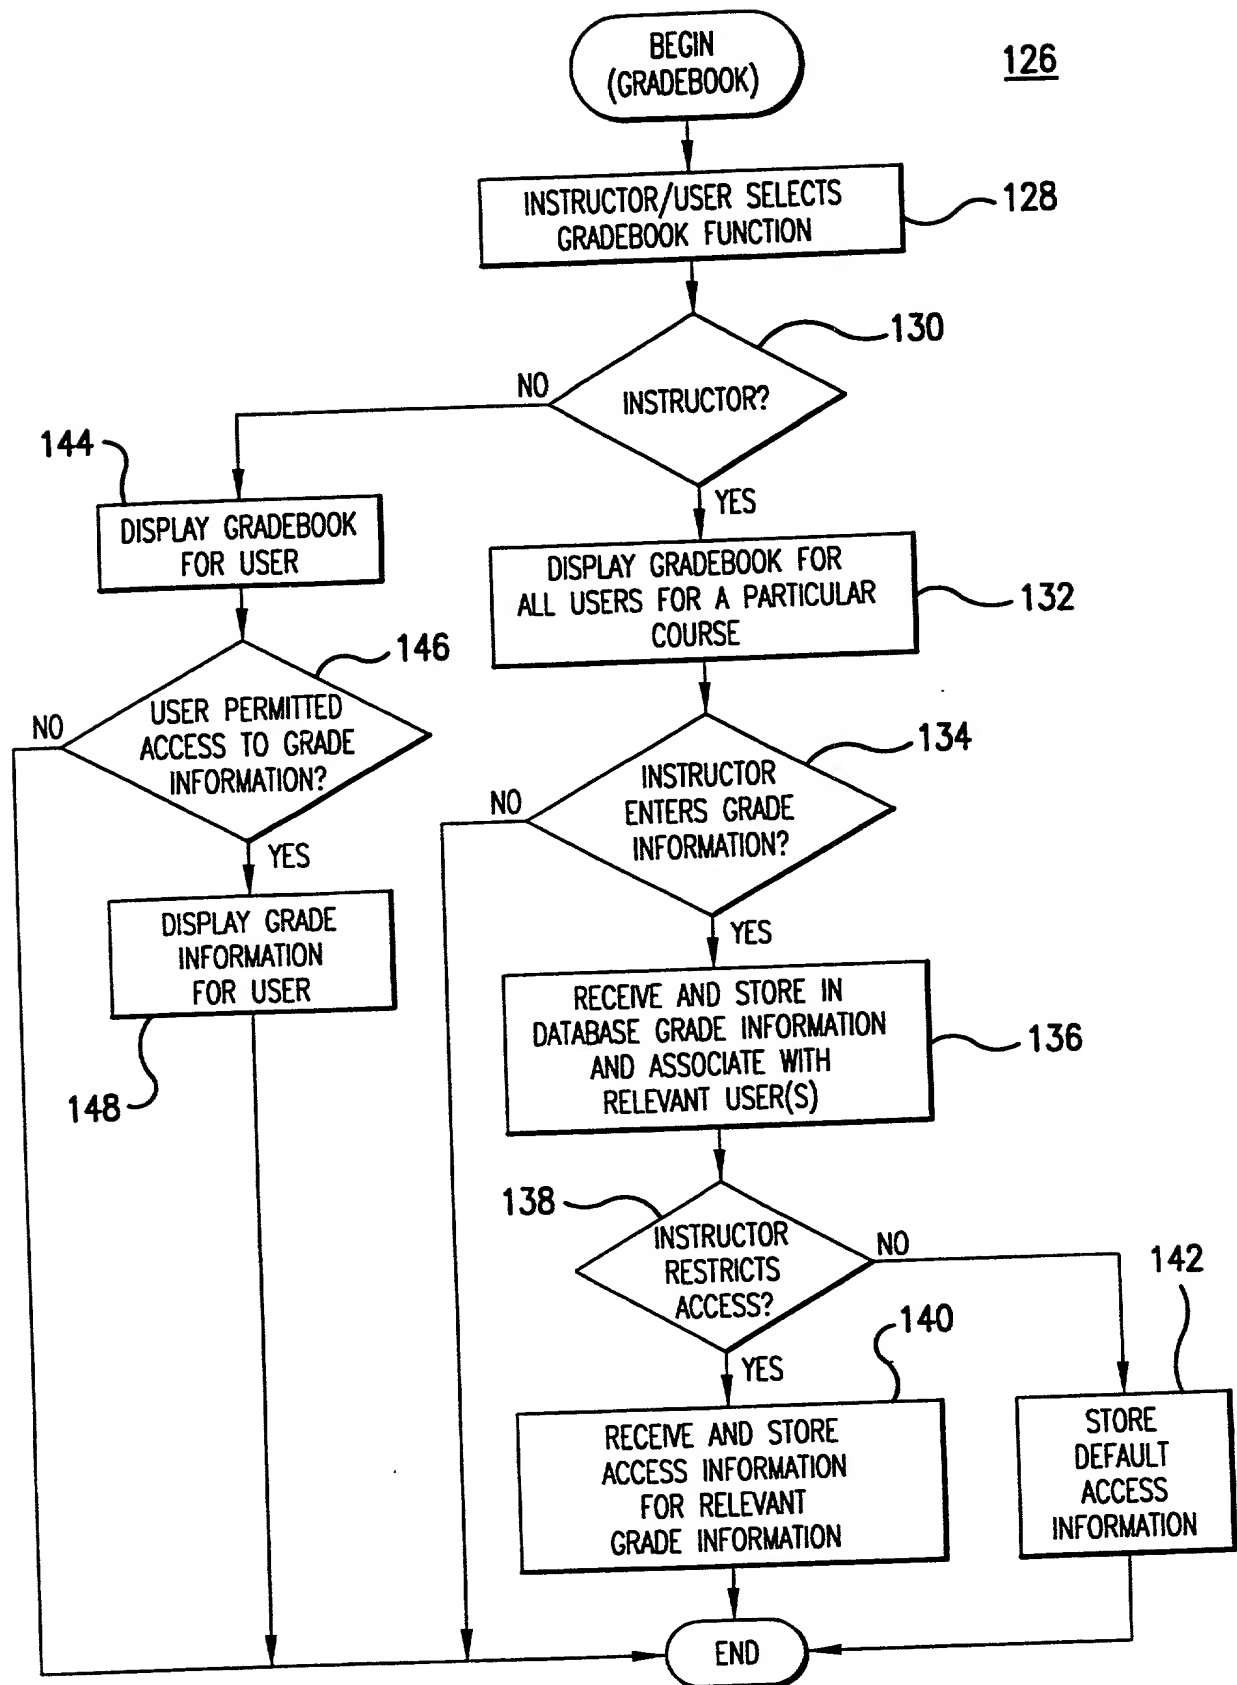 BEGIN
(GRADEBOOK)
126
INSTRUCTOR/USER SELECTS
GRADEBOOK FUNCTION
128
130
INSTRUCTOR?
NO
YES
144
DISPLAY GRADEBOOK
FOR USER
DISPLAY GRADEBOOK FOR
ALL USERS FOR A PARTICULAR
COURSE
132
146
USER PERMITTED
ACCESS TO GRADE
INFORMATION?
NO
YES
134
INSTRUCTOR
ENTERS GRADE
INFORMATION?
NO
YES
DISPLAY GRADE
INFORMATION
FOR USER
148
RECEIVE AND STORE IN
DATABASE GRADE INFORMATION
AND ASSOCIATE WITH
RELEVANT USER(S)
136
138
INSTRUCTOR
RESTRICTS
ACCESS?
NO
YES
142
140
RECEIVE AND STORE
ACCESS INFORMATION
FOR RELEVANT
GRADE INFORMATION
STORE
DEFAULT
ACCESS
INFORMATION
END